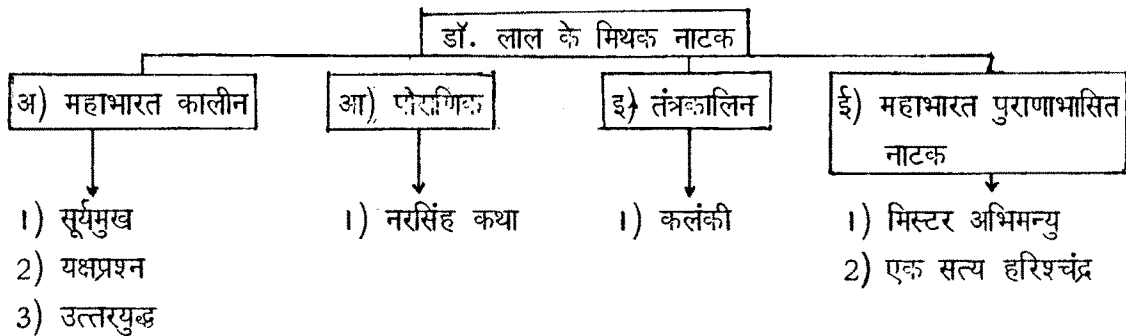 डॉ. लाल के मिथक नाटक
अ) महाभारत कालीन
आ) पौराणिक
इ) तंत्रकालिन
ई) महाभारत पुराणाभासित
नाटक
1) सूर्यमुख
2) यक्षप्रश्न
3) उत्तरयुद्ध
1) नरसिंह कथा
1) कलंकी
1) मिस्टर अभिमन्यु
2) एक सत्य हरिश्चंद्र